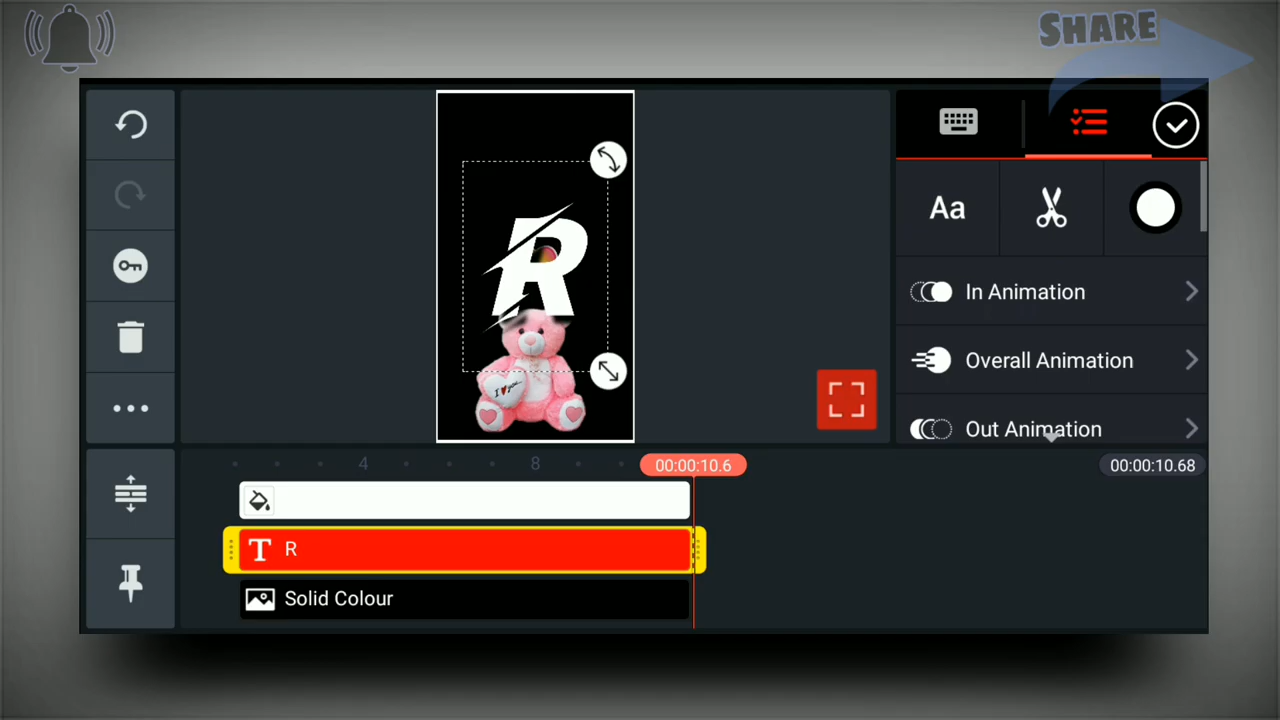 SHARE
Aa
R
In Animation
Overall Animation
I you
Out Animation
4
8
00:00:10.6
00:00:10.68
T R
Solid Colour